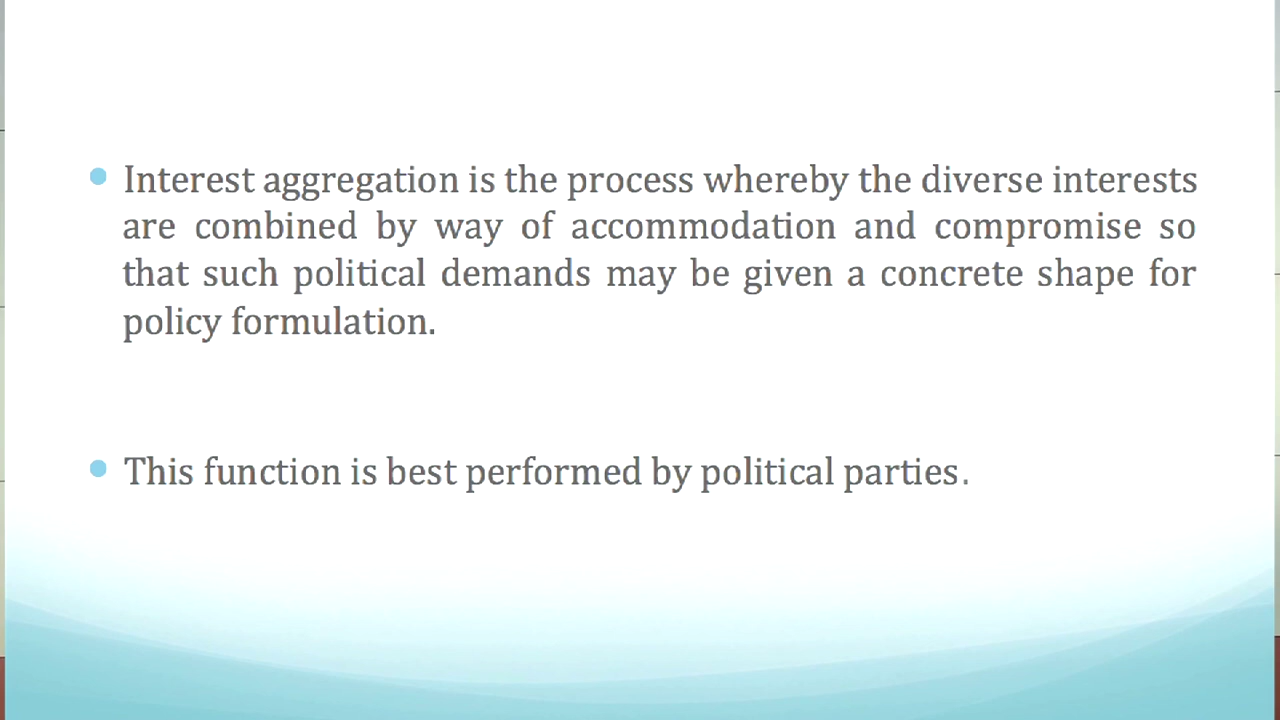 Interest aggregation is the process whereby the diverse interests
are combined by way of accommodation and compromise so
that such political demands may be given a concrete shape for
policy formulation.
This function is best performed by political parties.